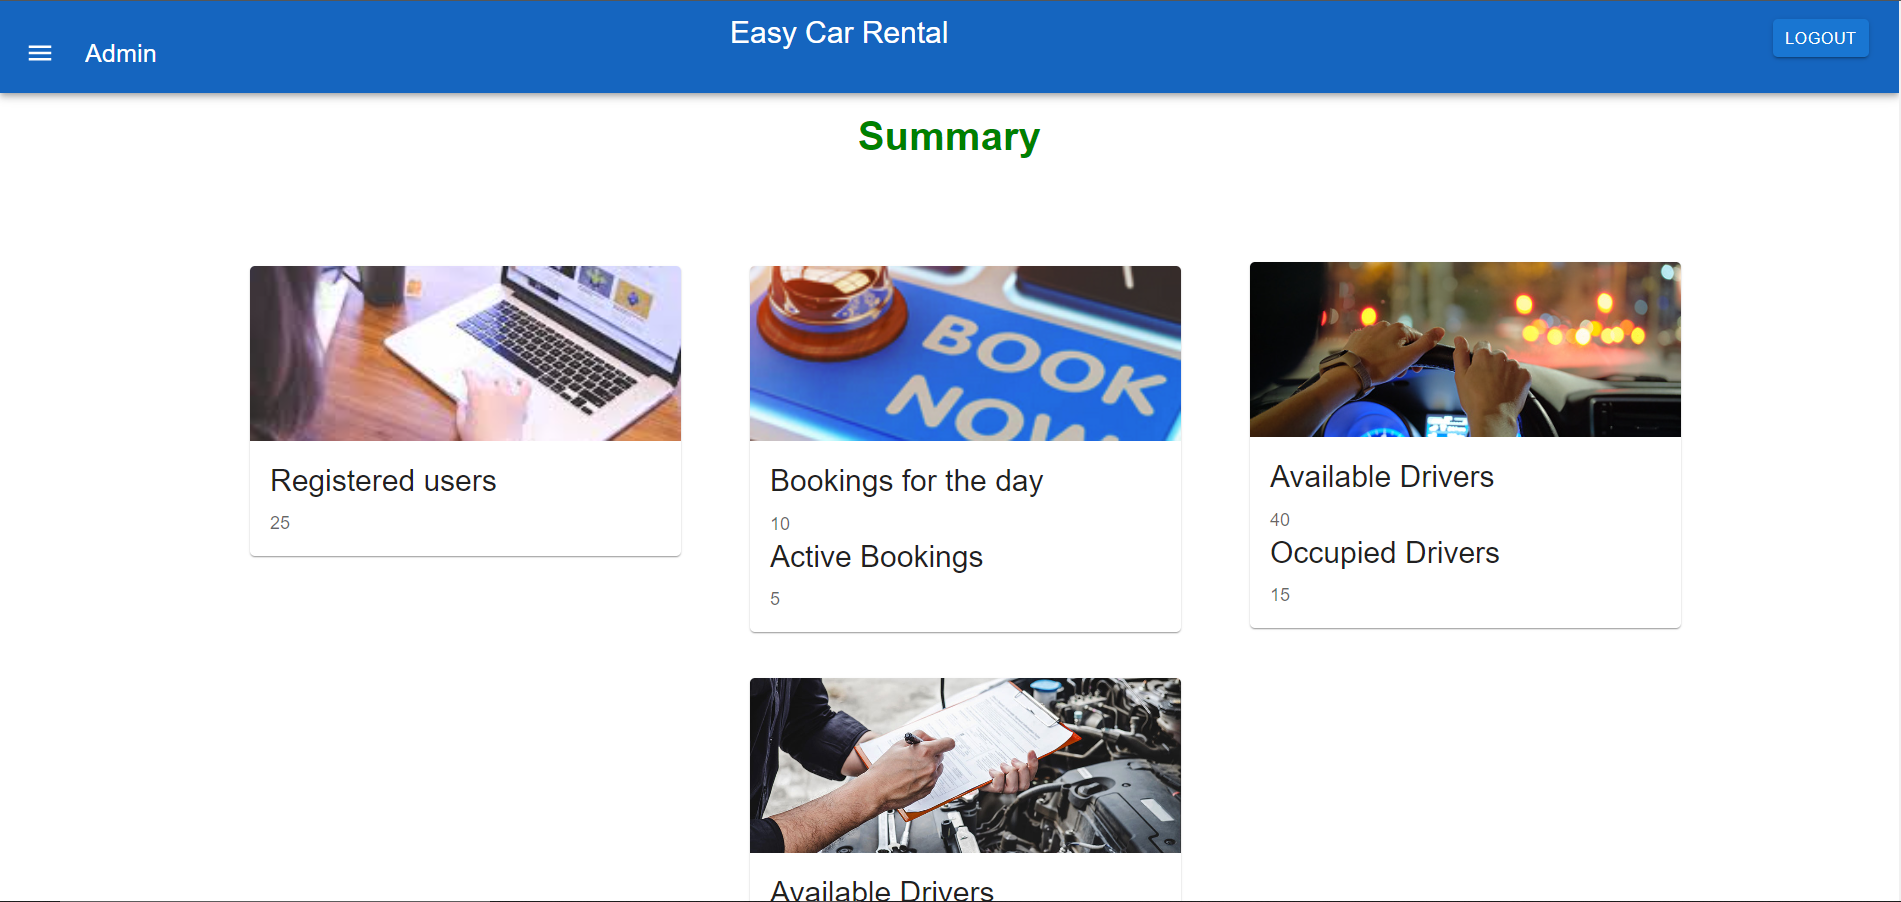 Easy Car Rental
Admin
LOGOUT
Summary
BOOK
NOW
Registered users
25
Bookings for the day
10
Active Bookings
5
Available Drivers
40
Occupied Drivers
15
Available Drivers